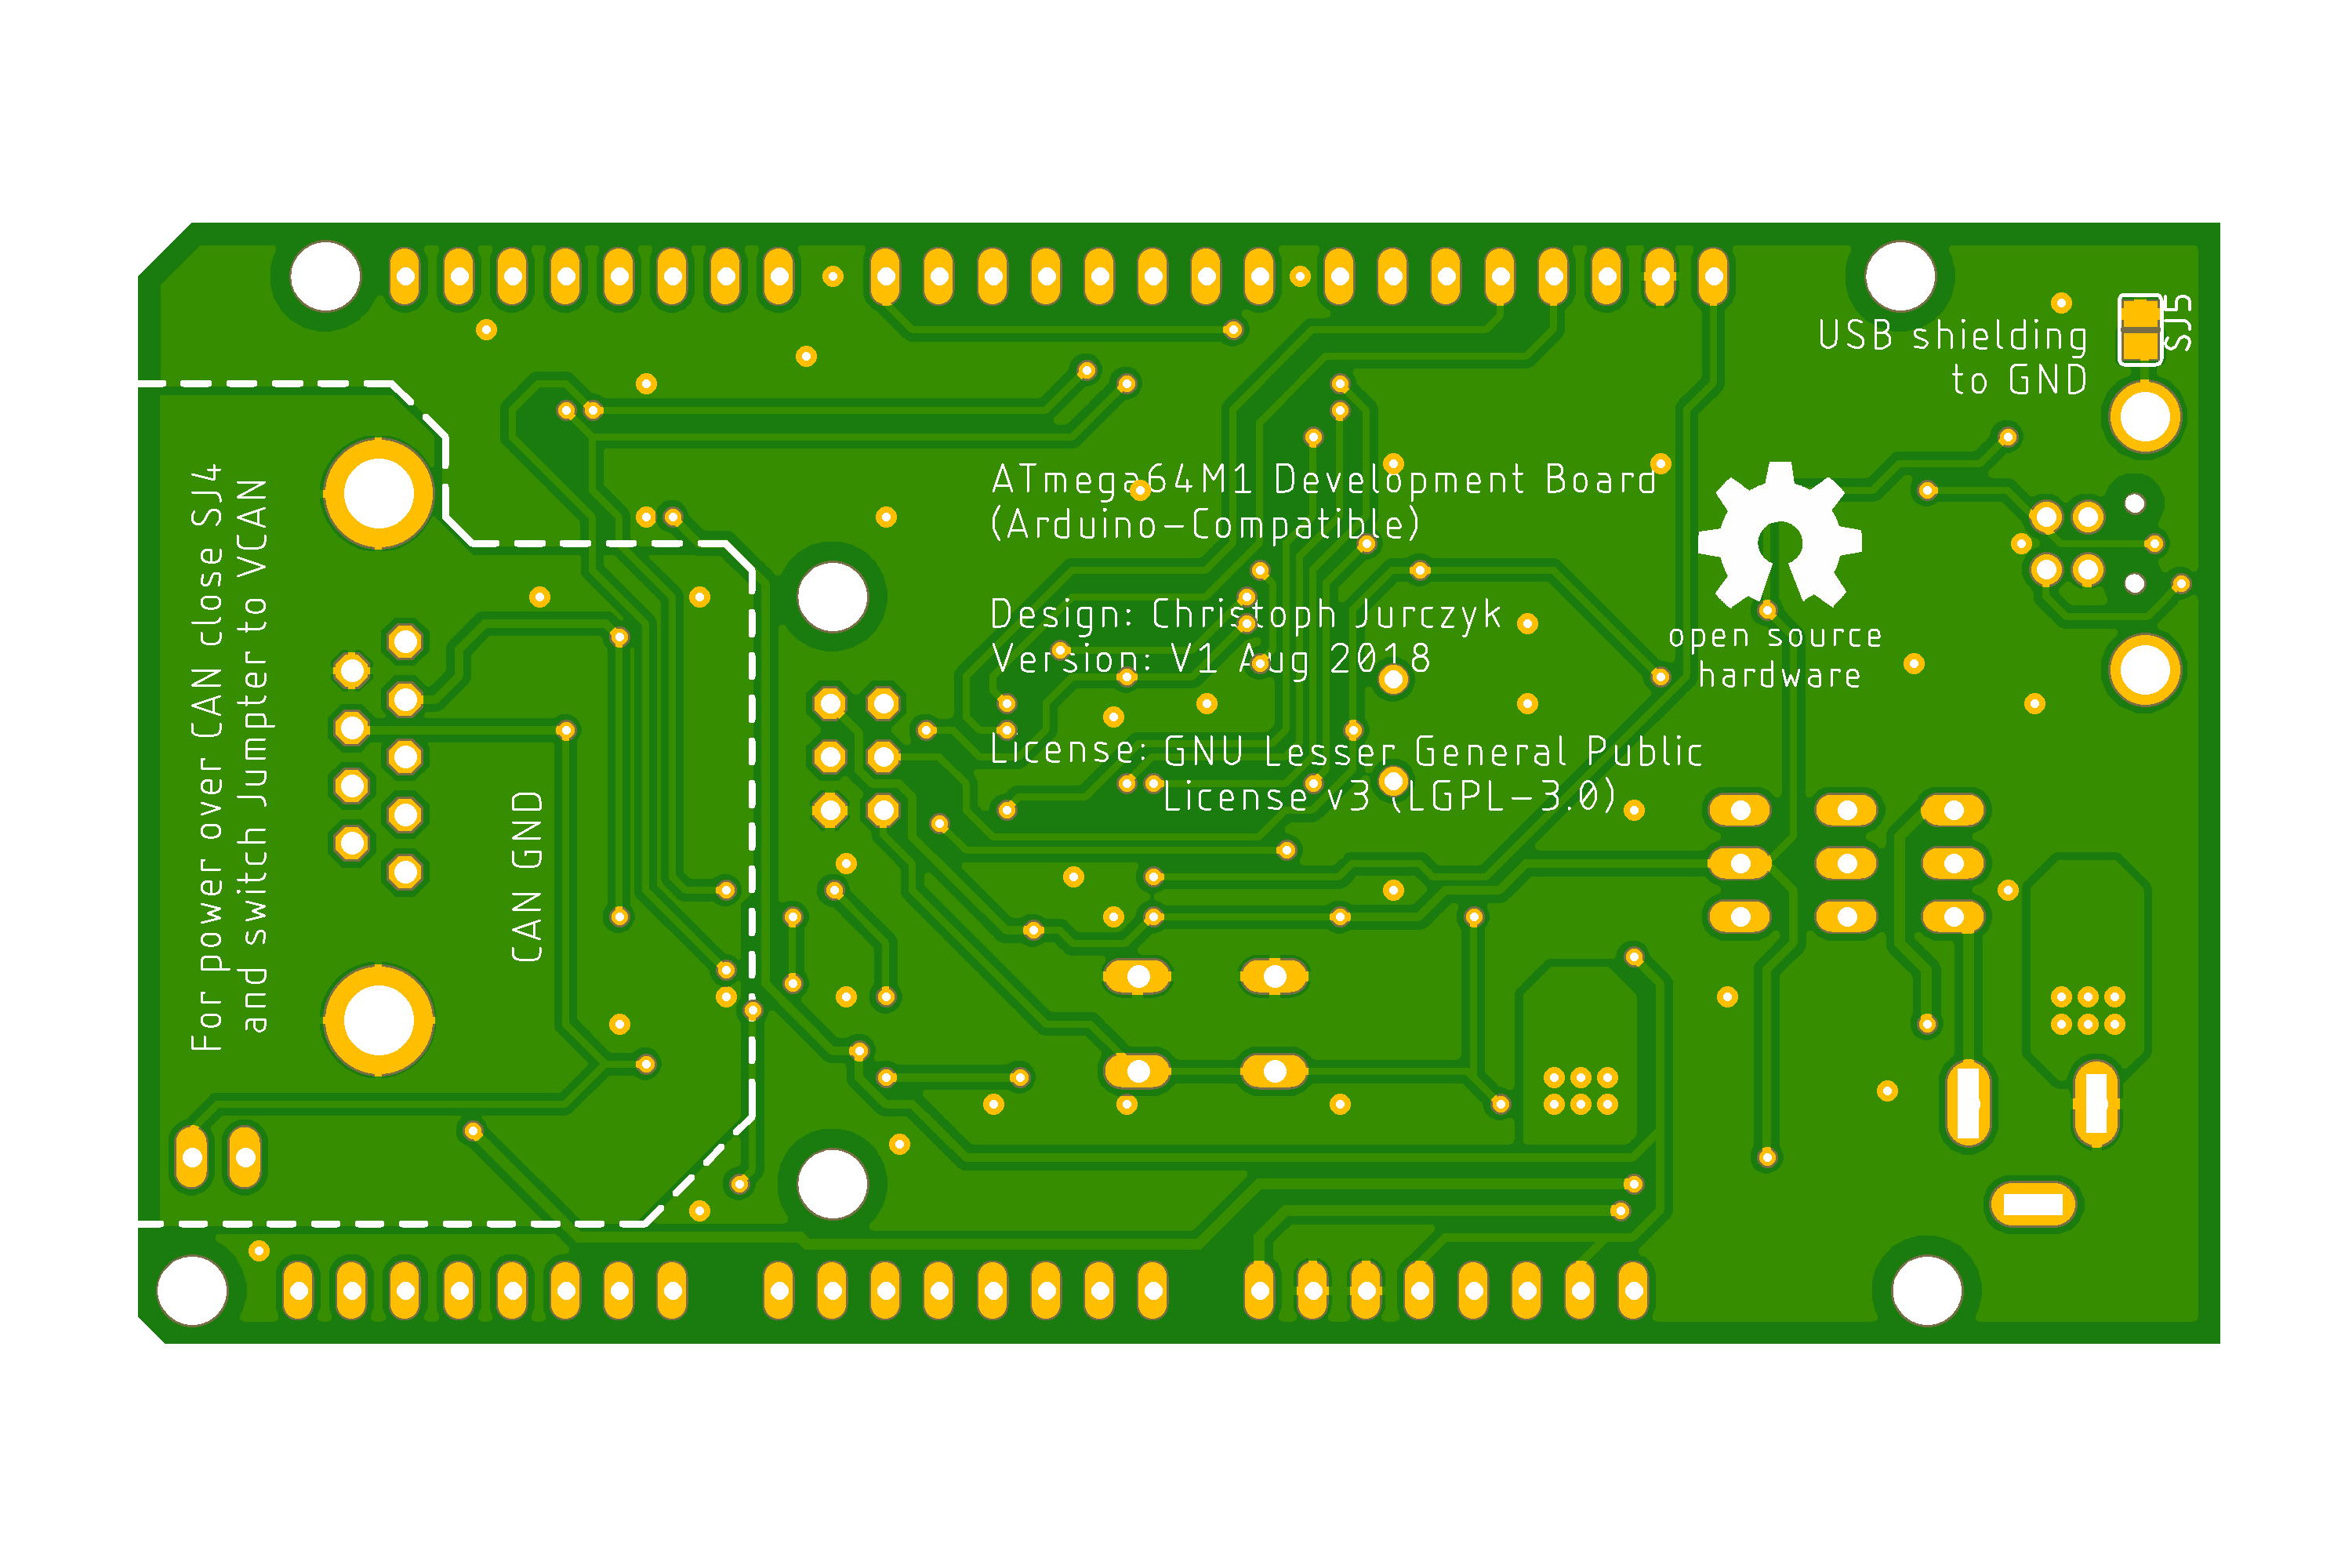 SJ5
USB shielding
to GND
ATmega64M1 Development Board
(Arduino-Compatible)
Design: Christoph Jurczyk
Version: V1 Aug 2018
open source
hardware
License: GNU Lesser General Public
License v3 (LGPL-3.0)
For power over CAN close SJ4
and switch Jumpter to VCAN
CAN GND